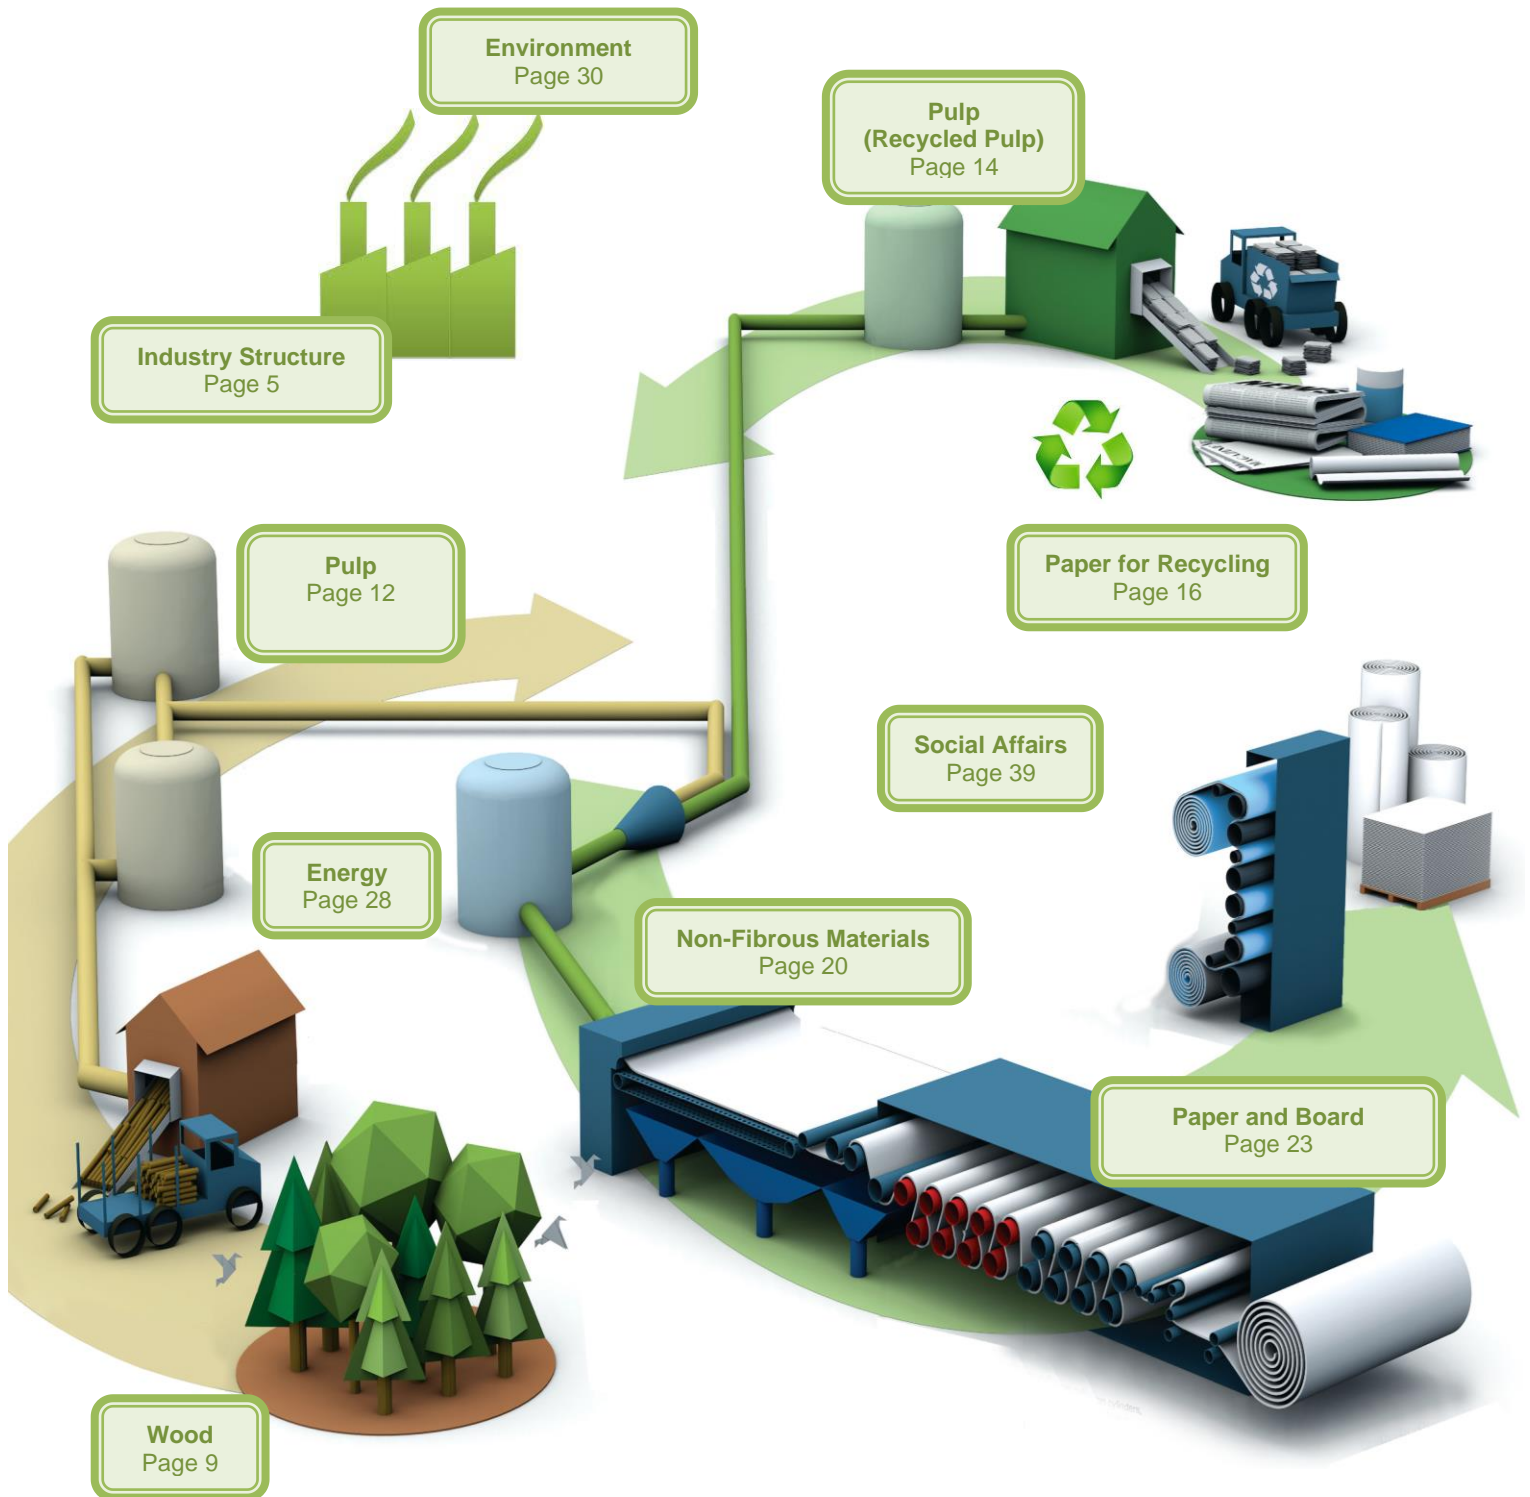 Environment
Page 30
Pulp
(Recycled Pulp)
Page 14
Industry Structure
Page 5
NEWS
Pulp
Page 12
Paper for Recycling
Page 16
Social Affairs
Page 39
Energy
Page 28
Non-Fibrous Materials
Page 20
Paper and Board
Page 23
Wood
Page 9